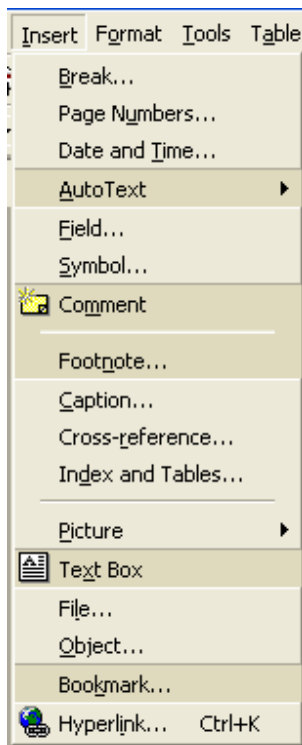 Insert Format Tools Table
Break...
Page Numbers...
Date and Time...
AutoText
Field...
Symbol...
Comment
Footnote...
Caption...
Cross-reference...
Index and Tables...
Picture
Text Box
File...
Object...
Bookmark...
Hyperlink... Ctrl+K